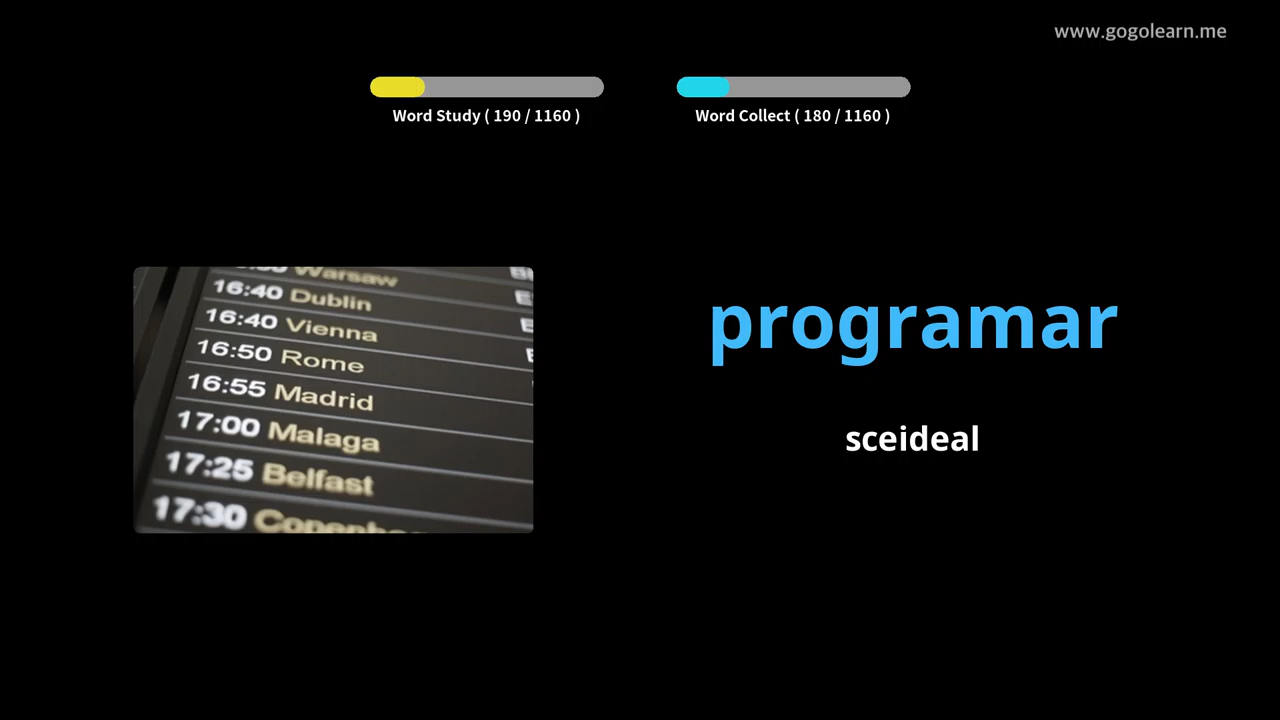 www.gogolearn.me
Word Study ( 190 / 1160 )
Word Collect ( 180 / 1160 )
Warsaw
16:40 Dublin
16:40 Vienna
16:50 Rome
16:55 Madrid
17:00 Malaga
17:25 Belfast
17:30
programar
sceideal